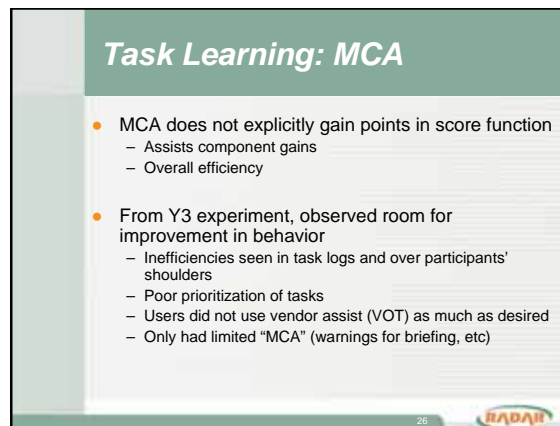 Task Learning: MCA
● MCA does not explicitly gain points in score function
– Assists component gains
– Overall efficiency
● From Y3 experiment, observed room for
improvement in behavior
– Inefficiencies seen in task logs and over participants'
shoulders
– Poor prioritization of tasks
– Users did not use vendor assist (VOT) as much as desired
– Only had limited “MCA” (warnings for briefing, etc)
26
RADAR